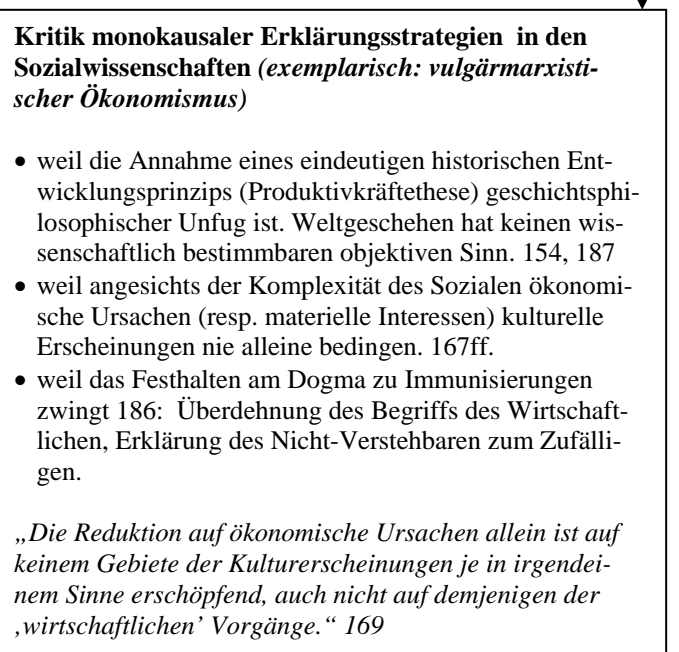 Kritik monokausaler Erklärungsstrategien  in den
Sozialwissenschaften (exemplarisch: vulgärmarxisti-
scher Ökonomismus)
• weil die Annahme eines eindeutigen historischen Ent-
wicklungsprinzips (Produktivkräftethese) geschichtsphi-
losophischer Unfug ist. Weltgeschehen hat keinen wis-
senschaftlich bestimmbaren objektiven Sinn. 154, 187
• weil angesichts der Komplexität des Sozialen ökonomi-
sche Ursachen (resp. materielle Interessen) kulturelle
Erscheinungen nie alleine bedingen. 167ff.
• weil das Festhalten am Dogma zu Immunisierungen
zwingt 186:  Überdehnung des Begriffs des Wirtschaft-
lichen, Erklärung des Nicht-Verstehbaren zum Zufälli-
gen.
„Die Reduktion auf ökonomische Ursachen allein ist auf
keinem Gebiete der Kulturerscheinungen je in irgendei-
nem Sinne erschöpfend, auch nicht auf demjenigen der
‚wirtschaftlichen’ Vorgänge.“ 169